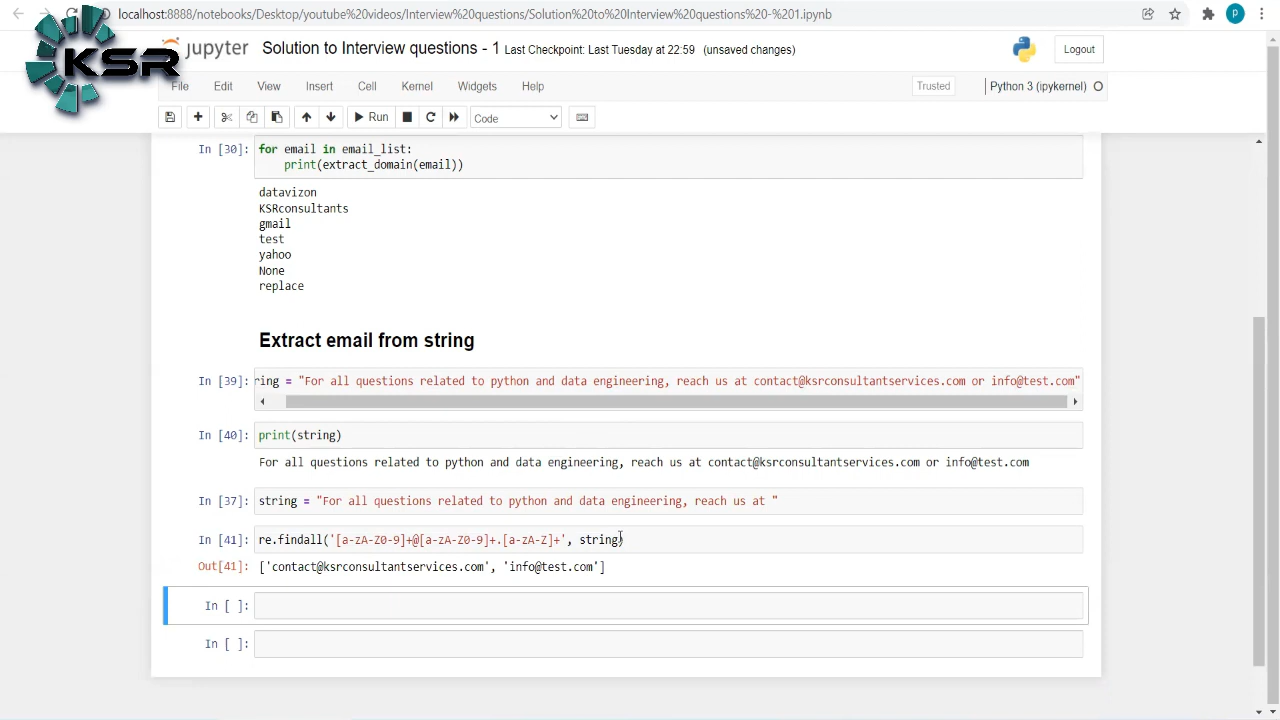 localhost:8888/notebooks/Desktop/youtube%20videos/Interview%20questions/Solution%20to%20Interview%20questions%20-%201.ipynb
P
KSR
jupyter Solution to Interview questions - 1 Last Checkpoint: Last Tuesday at 22:59 (unsaved changes)
Logout
File Edit View Insert Cell Kernel Widgets Help
Trusted
Python 3 (ipykernel)
Run
Code
In [30]: for email in email_list:
print(extract_domain(email))
datavizon
KSRconsultants
gmail
test
yahoo
None
replace
Extract email from string
In [39]: ring = "For all questions related to python and data engineering, reach us at contact@ksrconsultantservices.com or info@test.com"
In [40]: print(string)
For all questions related to python and data engineering, reach us at contact@ksrconsultantservices.com or info@test.com
In [37]: string = "For all questions related to python and data engineering, reach us at "
In [41]: re.findall('[a-zA-Z0-9]+@[a-zA-Z0-9]+.[a-zA-Z]+', string)
Out[41]: ['contact@ksrconsultantservices.com', 'info@test.com']
In [ ]:
In [ ]: